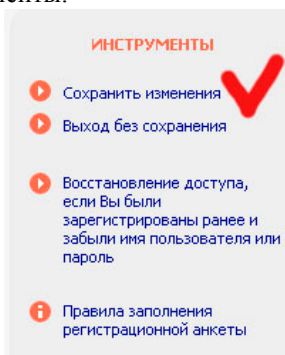 менты.
ИНСТРУМЕНТЫ
Сохранить изменения
Выход без сохранения
Восстановление доступа,
если Вы были
зарегистрированы ранее и
забыли имя пользователя или
пароль
Правила заполнения
регистрационной анкеты